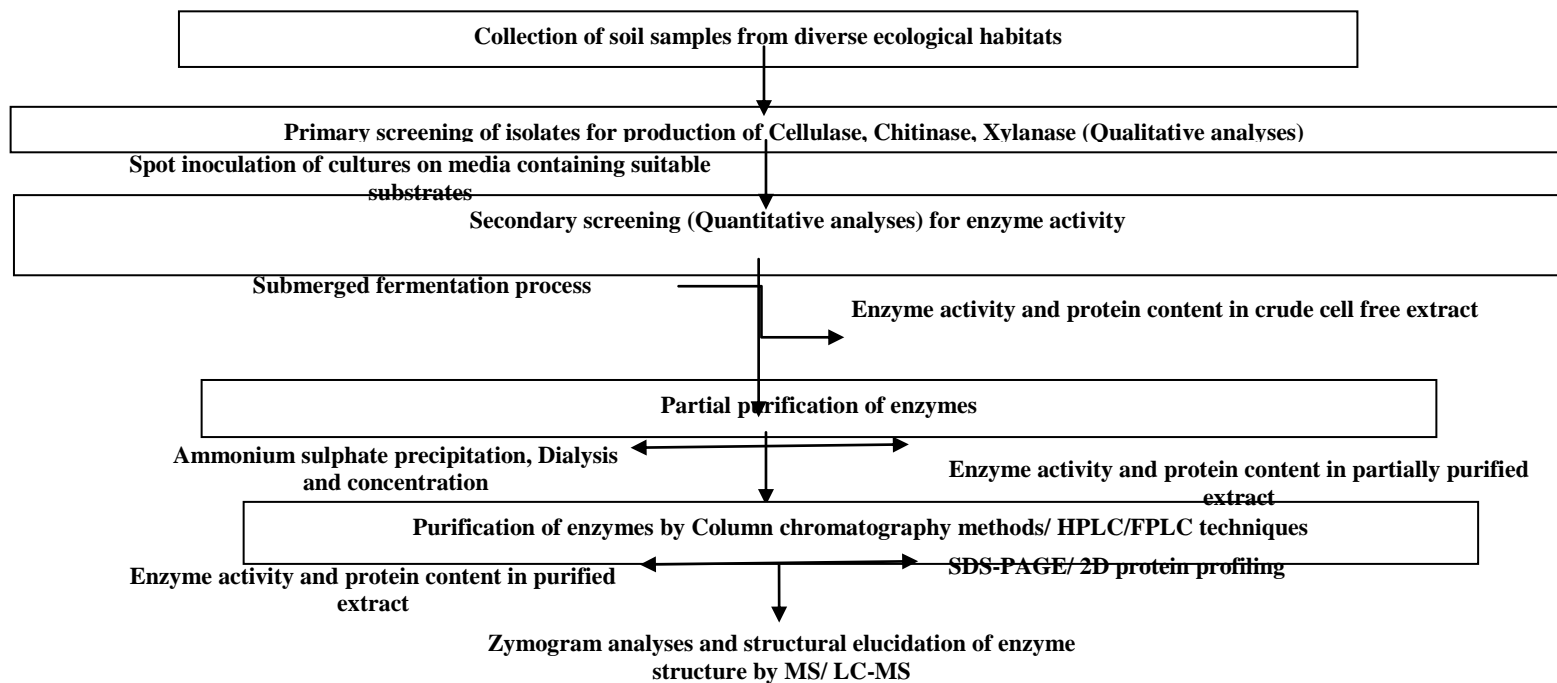 Collection of soil samples from diverse ecological habitats
Primary screening of isolates for production of Cellulase, Chitinase, Xylanase (Qualitative analyses)
Spot inoculation of cultures on media containing suitable
substrates
Secondary screening (Quantitative analyses) for enzyme activity
Submerged fermentation process
Enzyme activity and protein content in crude cell free extract
Partial purification of enzymes
Ammonium sulphate precipitation, Dialysis
and concentration
Enzyme activity and protein content in partially purified
extract
Purification of enzymes by Column chromatography methods/ HPLC/FPLC techniques
Enzyme activity and protein content in purified
extract
SDS-PAGE/ 2D protein profiling
Zymogram analyses and structural elucidation of enzyme
structure by MS/ LC-MS